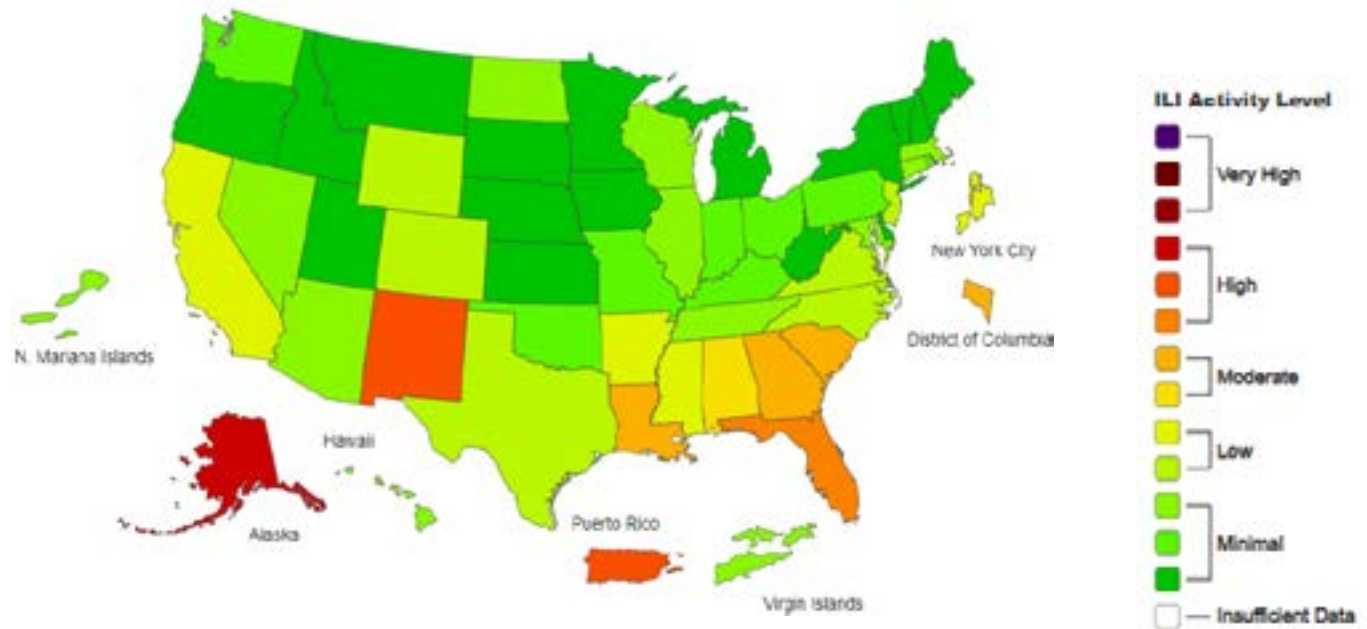 ILI Activity Level
Very High
High
Moderate
Low
Minimal
Insufficient Data
New York City
District of Columbia
N. Mariana Islands
Hawaii
Alaska
Puerto Rico
Virgin Islands